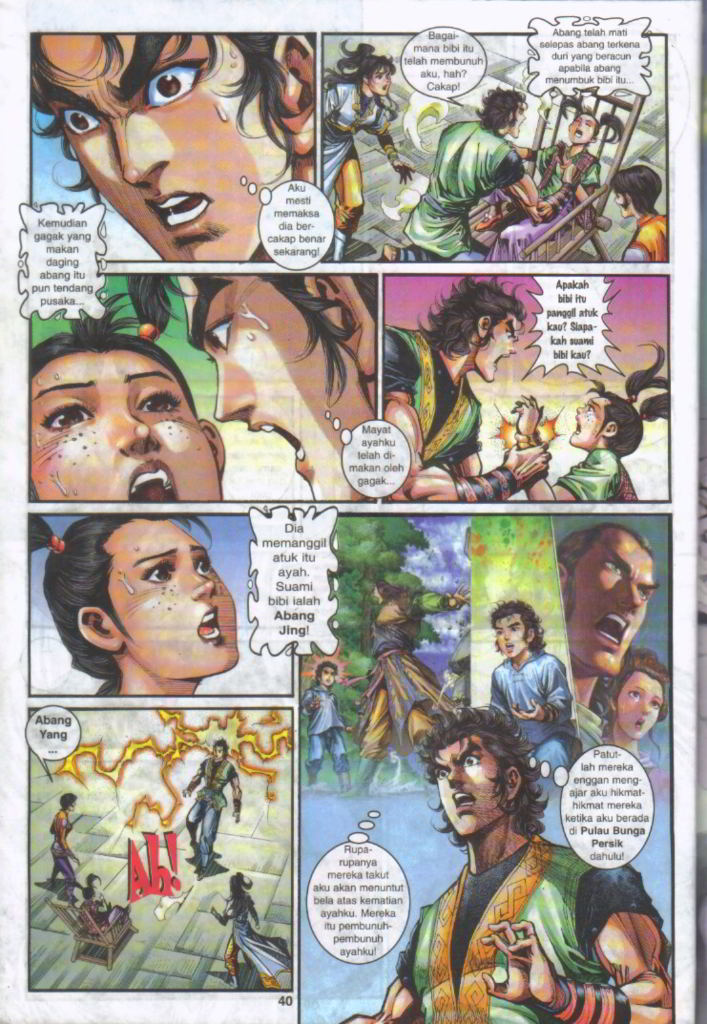 Aku
mesti
memaksa
dia ber-
cakap benar
sekarang!
Bagai-
mana bibi itu
telah membunuh
aku, hah?
Cakap!
Abang telah mati
selepas abang terkena
duri yang beracun
apabila abang
menumbuk bibi itu...
Kemudian
gagak yang
makan
daging
abang itu
pun tendang
pusaka...
Mayat
ayahku
telah di-
makan oleh
gagak...
Apakah
bibi itu
panggil atuk
kau? Siapa-
kah suami
bibi kau?
Dia
memanggil
atuk itu
ayah.
Suami
bibi ialah
Abang
Jing!
Abang
Yang
...
Ah!
Patut-
lah mereka
enggan meng-
ajar aku hikmat-
hikmat mereka
ketika aku berada
di Pulau Bunga
Persik
dahulu!
Rupa-
rupanya
mereka takut
aku akan menuntut
bela atas kematian
ayahku. Mereka
itu pembunuh-
pembunuh
ayahku!
40